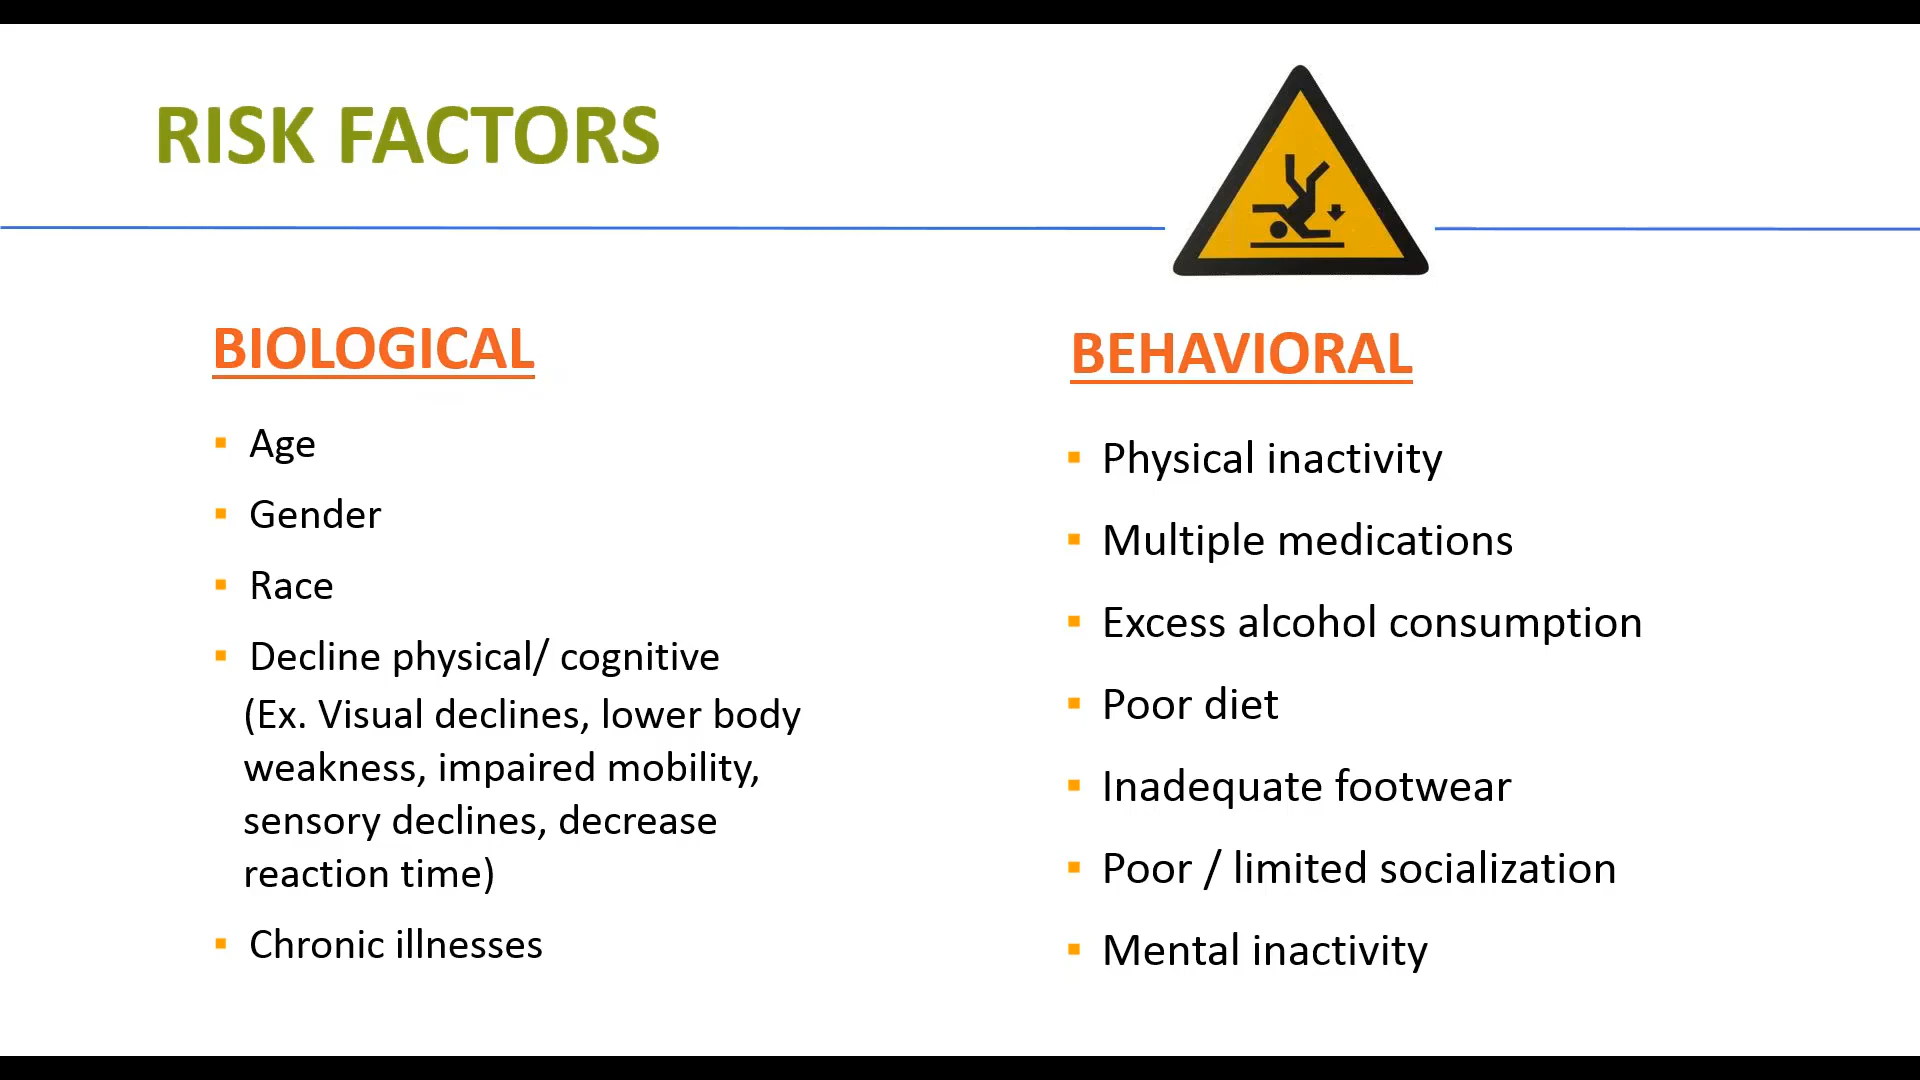 RISK FACTORS
BIOLOGICAL
▪ Age
▪ Gender
▪ Race
▪ Decline physical/ cognitive
(Ex. Visual declines, lower body
weakness, impaired mobility,
sensory declines, decrease
reaction time)
▪ Chronic illnesses
BEHAVIORAL
▪ Physical inactivity
▪ Multiple medications
▪ Excess alcohol consumption
▪ Poor diet
▪ Inadequate footwear
▪ Poor / limited socialization
▪ Mental inactivity